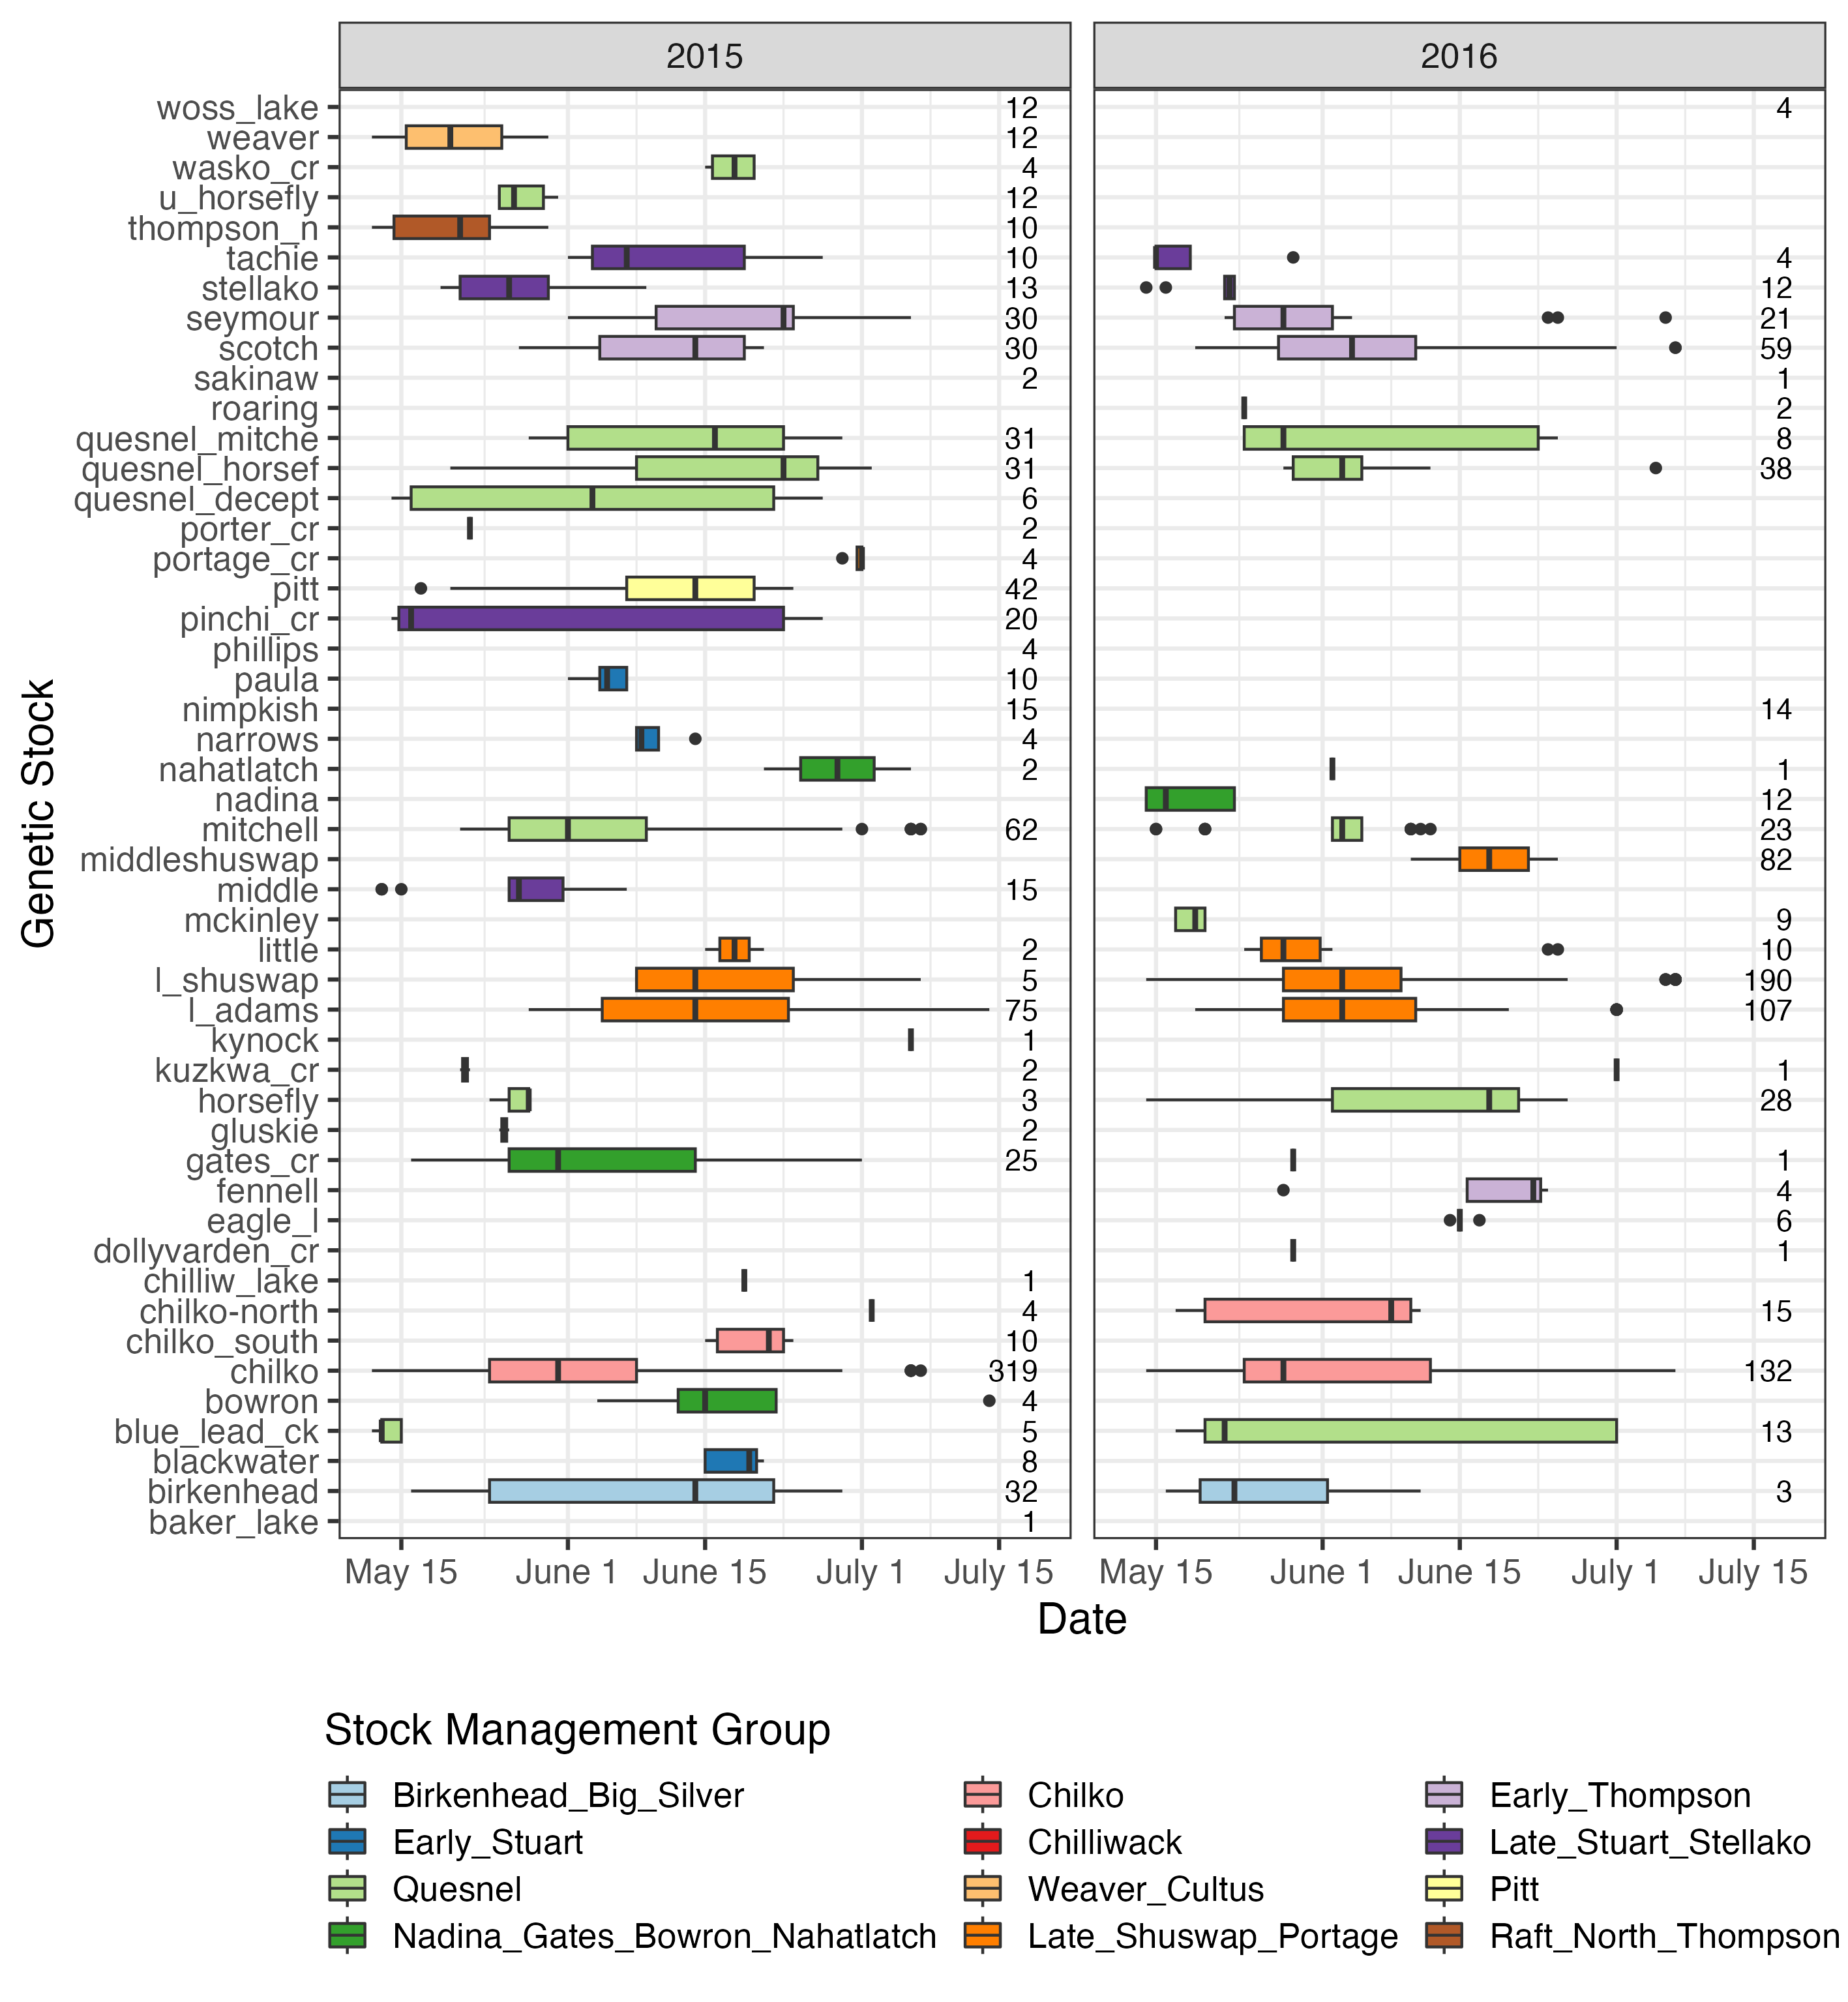 2015 2016
woss_lake 12 4
weaver 12
wasko_cr 4
u_horsefly 12
thompson_n 10
tachie 10 4
stellako 13 12
seymour 30 21
scotch 30 59
sakinaw 2 1
roaring 2
quesnel_mitche 31 8
quesnel_horsef 31 38
quesnel_decept 6
porter_cr 2
portage_cr 4
pitt 42
pinchi_cr 20
phillips 4
paula 10
nimpkish 15 14
narrows 4
nahatlatch 2 1
nadina 12
mitchell 62 23
middleshuswap 82
middle 15
mckinley 9
little 2 10
l_shuswap 5 190
l_adams 75 107
kynock 1
kuzkwa_cr 2 1
horsefly 3 28
gluskie 2
gates_cr 25 1
fennell 4
eagle_l 6
dollyvarden_cr 1
chilliw_lake 1
chilko-north 4 15
chilko_south 10
chilko 319 132
bowron 4
blue_lead_ck 5 13
blackwater 8
birkenhead 32 3
baker_lake 1
Genetic Stock
May 15 June 1 June 15 July 1 July 15 May 15 June 1 June 15 July 1 July 15
Date
Stock Management Group
Birkenhead_Big_Silver Chilko Early_Thompson
Early_Stuart Chilliwack Late_Stuart_Stellako
Quesnel Weaver_Cultus Pitt
Nadina_Gates_Bowron_Nahatlatch Late_Shuswap_Portage Raft_North_Thompson